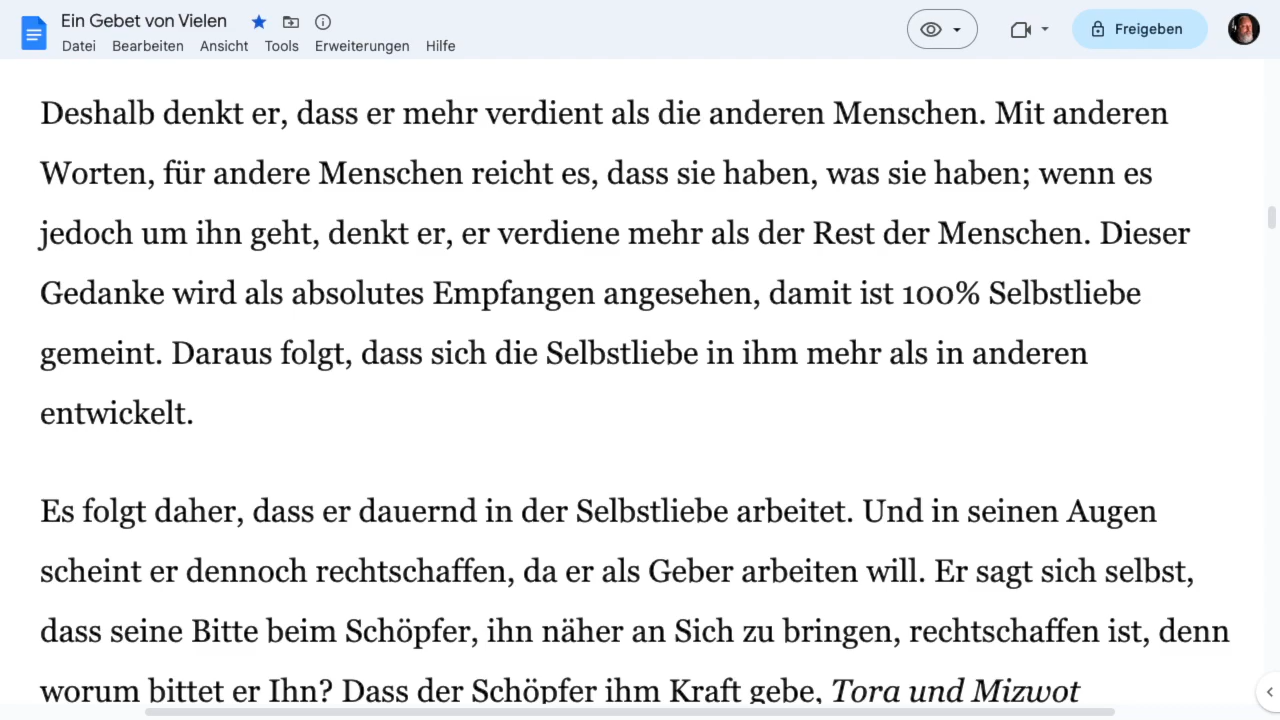 Ein Gebet von Vielen
Datei Bearbeiten Ansicht Tools Erweiterungen Hilfe
Freigeben
Deshalb denkt er, dass er mehr verdient als die anderen Menschen. Mit anderen
Worten, für andere Menschen reicht es, dass sie haben, was sie haben; wenn es
jedoch um ihn geht, denkt er, er verdiene mehr als der Rest der Menschen. Dieser
Gedanke wird als absolutes Empfangen angesehen, damit ist 100% Selbstliebe
gemeint. Daraus folgt, dass sich die Selbstliebe in ihm mehr als in anderen
entwickelt.
Es folgt daher, dass er dauernd in der Selbstliebe arbeitet. Und in seinen Augen
scheint er dennoch rechtschaffen, da er als Geber arbeiten will. Er sagt sich selbst,
dass seine Bitte beim Schöpfer, ihn näher an Sich zu bringen, rechtschaffen ist, denn
worum bittet er Ihn? Dass der Schöpfer ihm Kraft gebe, Tora und Mizwot